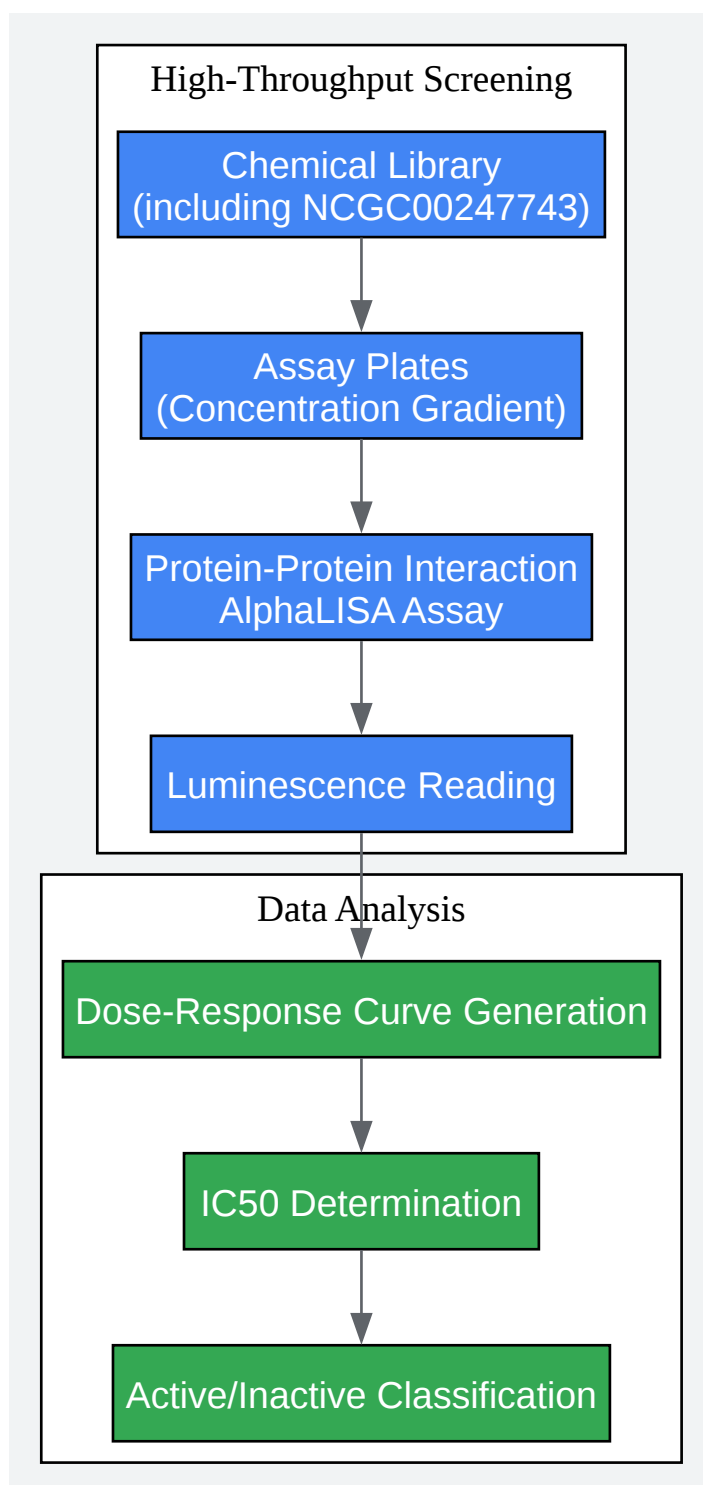 High-Throughput Screening
Chemical Library
(including NCGC00247743)
Assay Plates
(Concentration Gradient)
Protein-Protein Interaction
AlphaLISA Assay
Luminescence Reading
Data Analysis
Dose-Response Curve Generation
IC50 Determination
Active/Inactive Classification